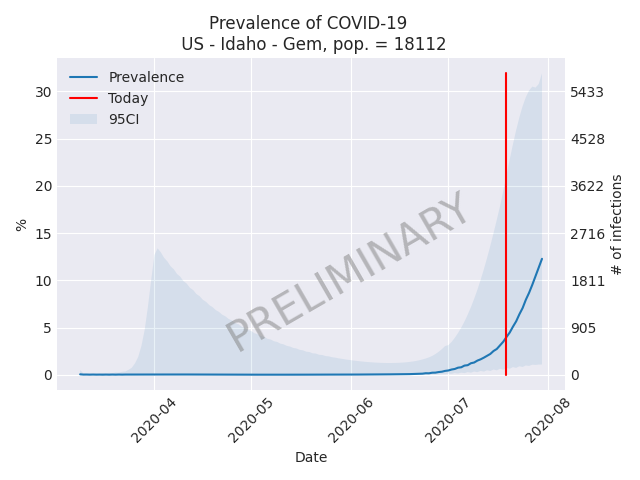 Prevalence of COVID-19
US - Idaho - Gem, pop. = 18112
Prevalence
Today
95CI
30
25
20
15
10
5
0
%
5433
4528
3622
2716
1811
905
0
# of infections
PRELIMINARY
2020-04
2020-05
2020-06
2020-07
2020-08
Date